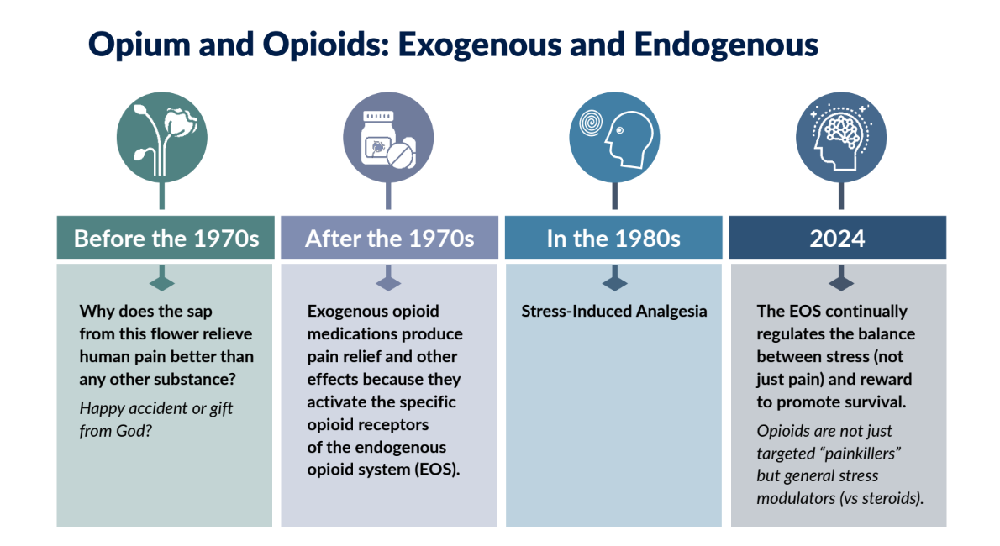 Opium and Opioids: Exogenous and Endogenous
Before the 1970s
Why does the sap
from this flower relieve
human pain better than
any other substance?
Happy accident or gift
from God?
After the 1970s
Exogenous opioid
medications produce
pain relief and other
effects because they
activate the specific
opioid receptors
of the endogenous
opioid system (EOS).
In the 1980s
Stress-Induced Analgesia
2024
The EOS continually
regulates the balance
between stress (not
just pain) and reward
to promote survival.
Opioids are not just
targeted “painkillers”
but general stress
modulators (vs steroids).